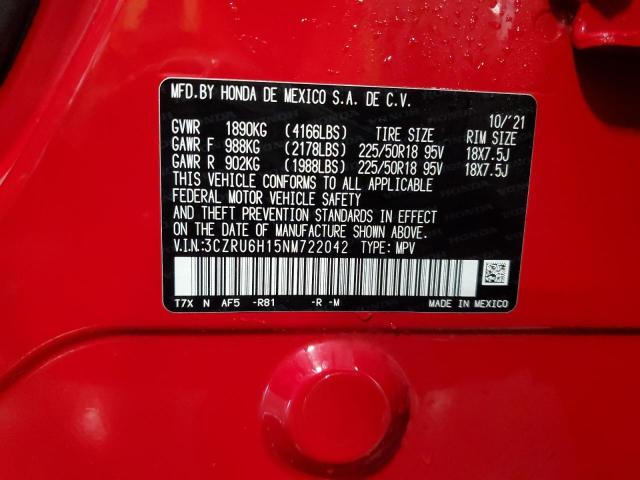 MFD.BY HONDA DE MEXICO S.A. DE C.V.
10/'21
GVWR 1890KG (4166LBS) TIRE SIZE RIM SIZE
GAWR F 988KG (2178LBS) 225/50R18 95V 18X7.5J
GAWR R 902KG (1988LBS) 225/50R18 95V 18X7.5J
THIS VEHICLE CONFORMS TO ALL APPLICABLE
FEDERAL MOTOR VEHICLE SAFETY
AND THEFT PREVENTION STANDARDS IN EFFECT
ON THE DATE OF MANUFACTURE SHOWN ABOVE.
V.I.N:3CZRU6H15NM722042 TYPE: MPV
T7X N AF5 -R81 -R -M MADE IN MEXICO